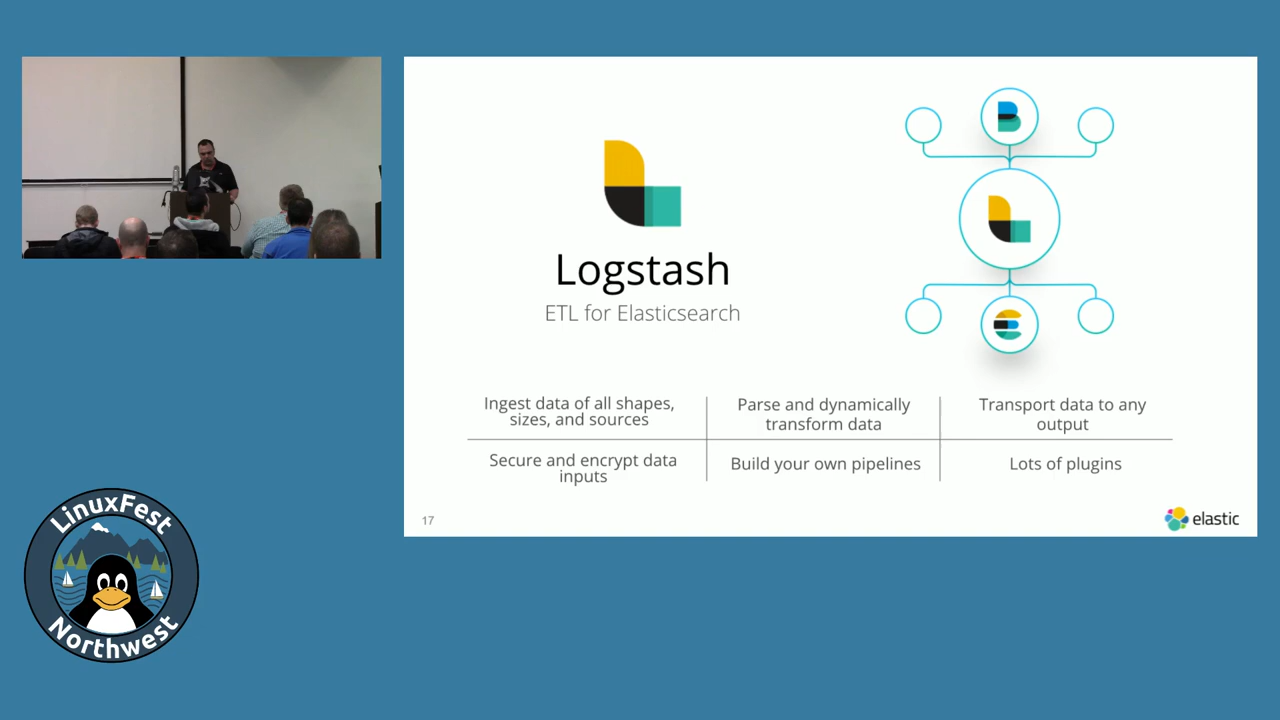 Logstash
ETL for Elasticsearch
Ingest data of all shapes,
sizes, and sources
Parse and dynamically
transform data
Transport data to any
output
Secure and encrypt data
inputs
Build your own pipelines
Lots of plugins
17
elastic
LinuxFest
Northwest